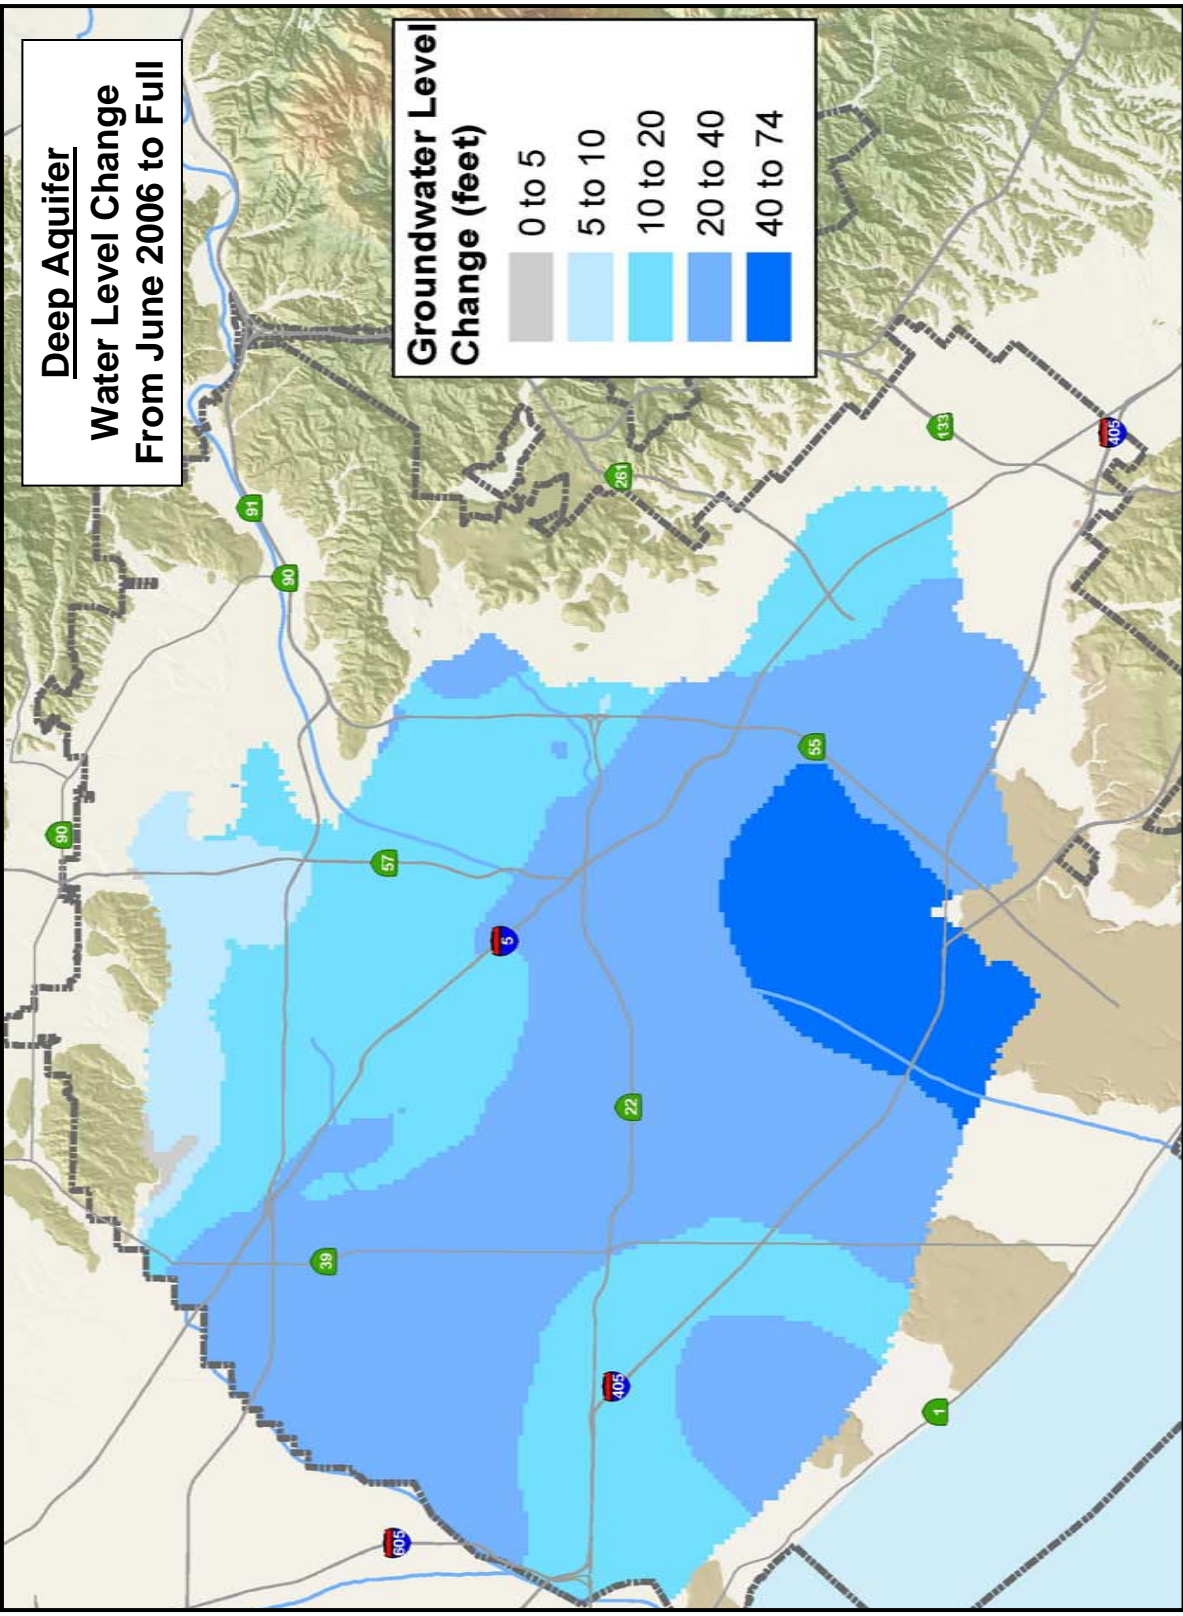 Deep Aquifer
Water Level Change
From June 2006 to Full
Groundwater Level
Change (feet)
0 to 5
5 to 10
10 to 20
20 to 40
40 to 74
90
91
90
57
261
133
405
5
55
39
22
605
405
1